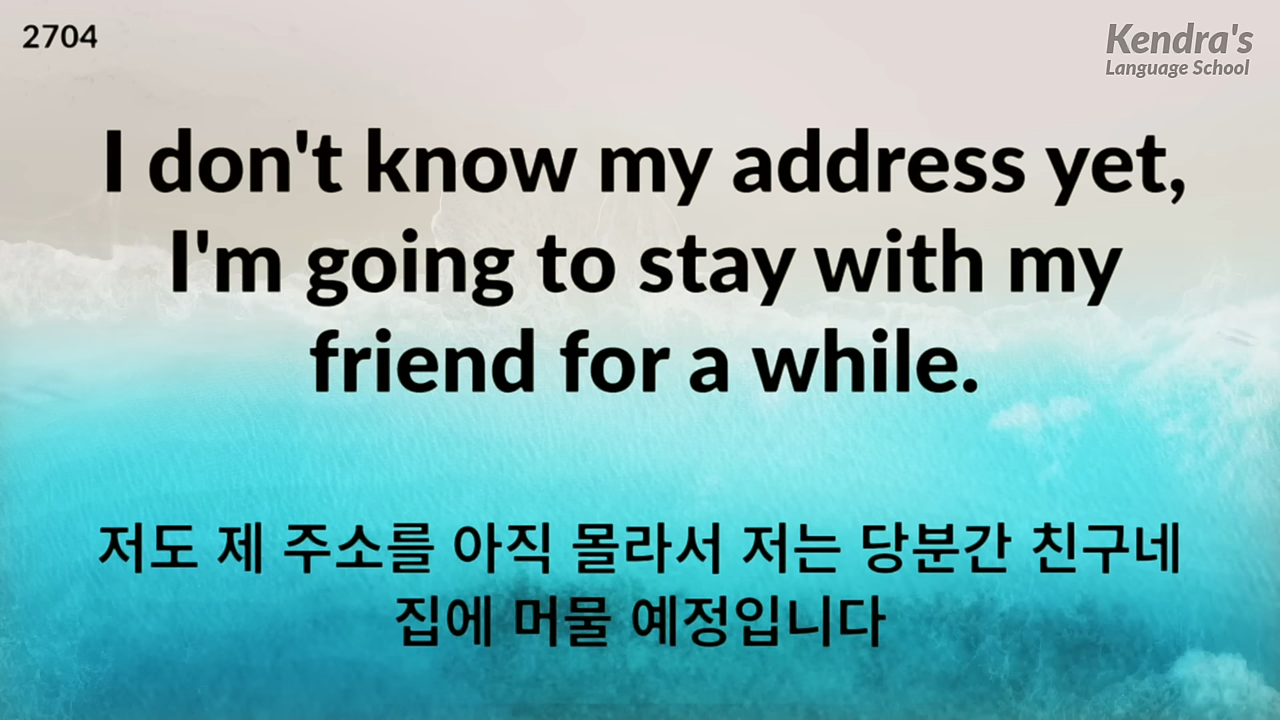 2704
Kendra's
Language School
I don't know my address yet,
I'm going to stay with my
friend for a while.
저도 제 주소를 아직 몰라서 저는 당분간 친구네
집에 머물 예정입니다